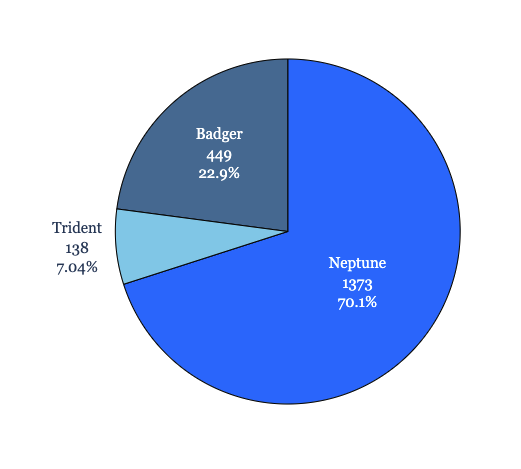 Badger
449
22.9%
Trident
138
7.04%
Neptune
1373
70.1%